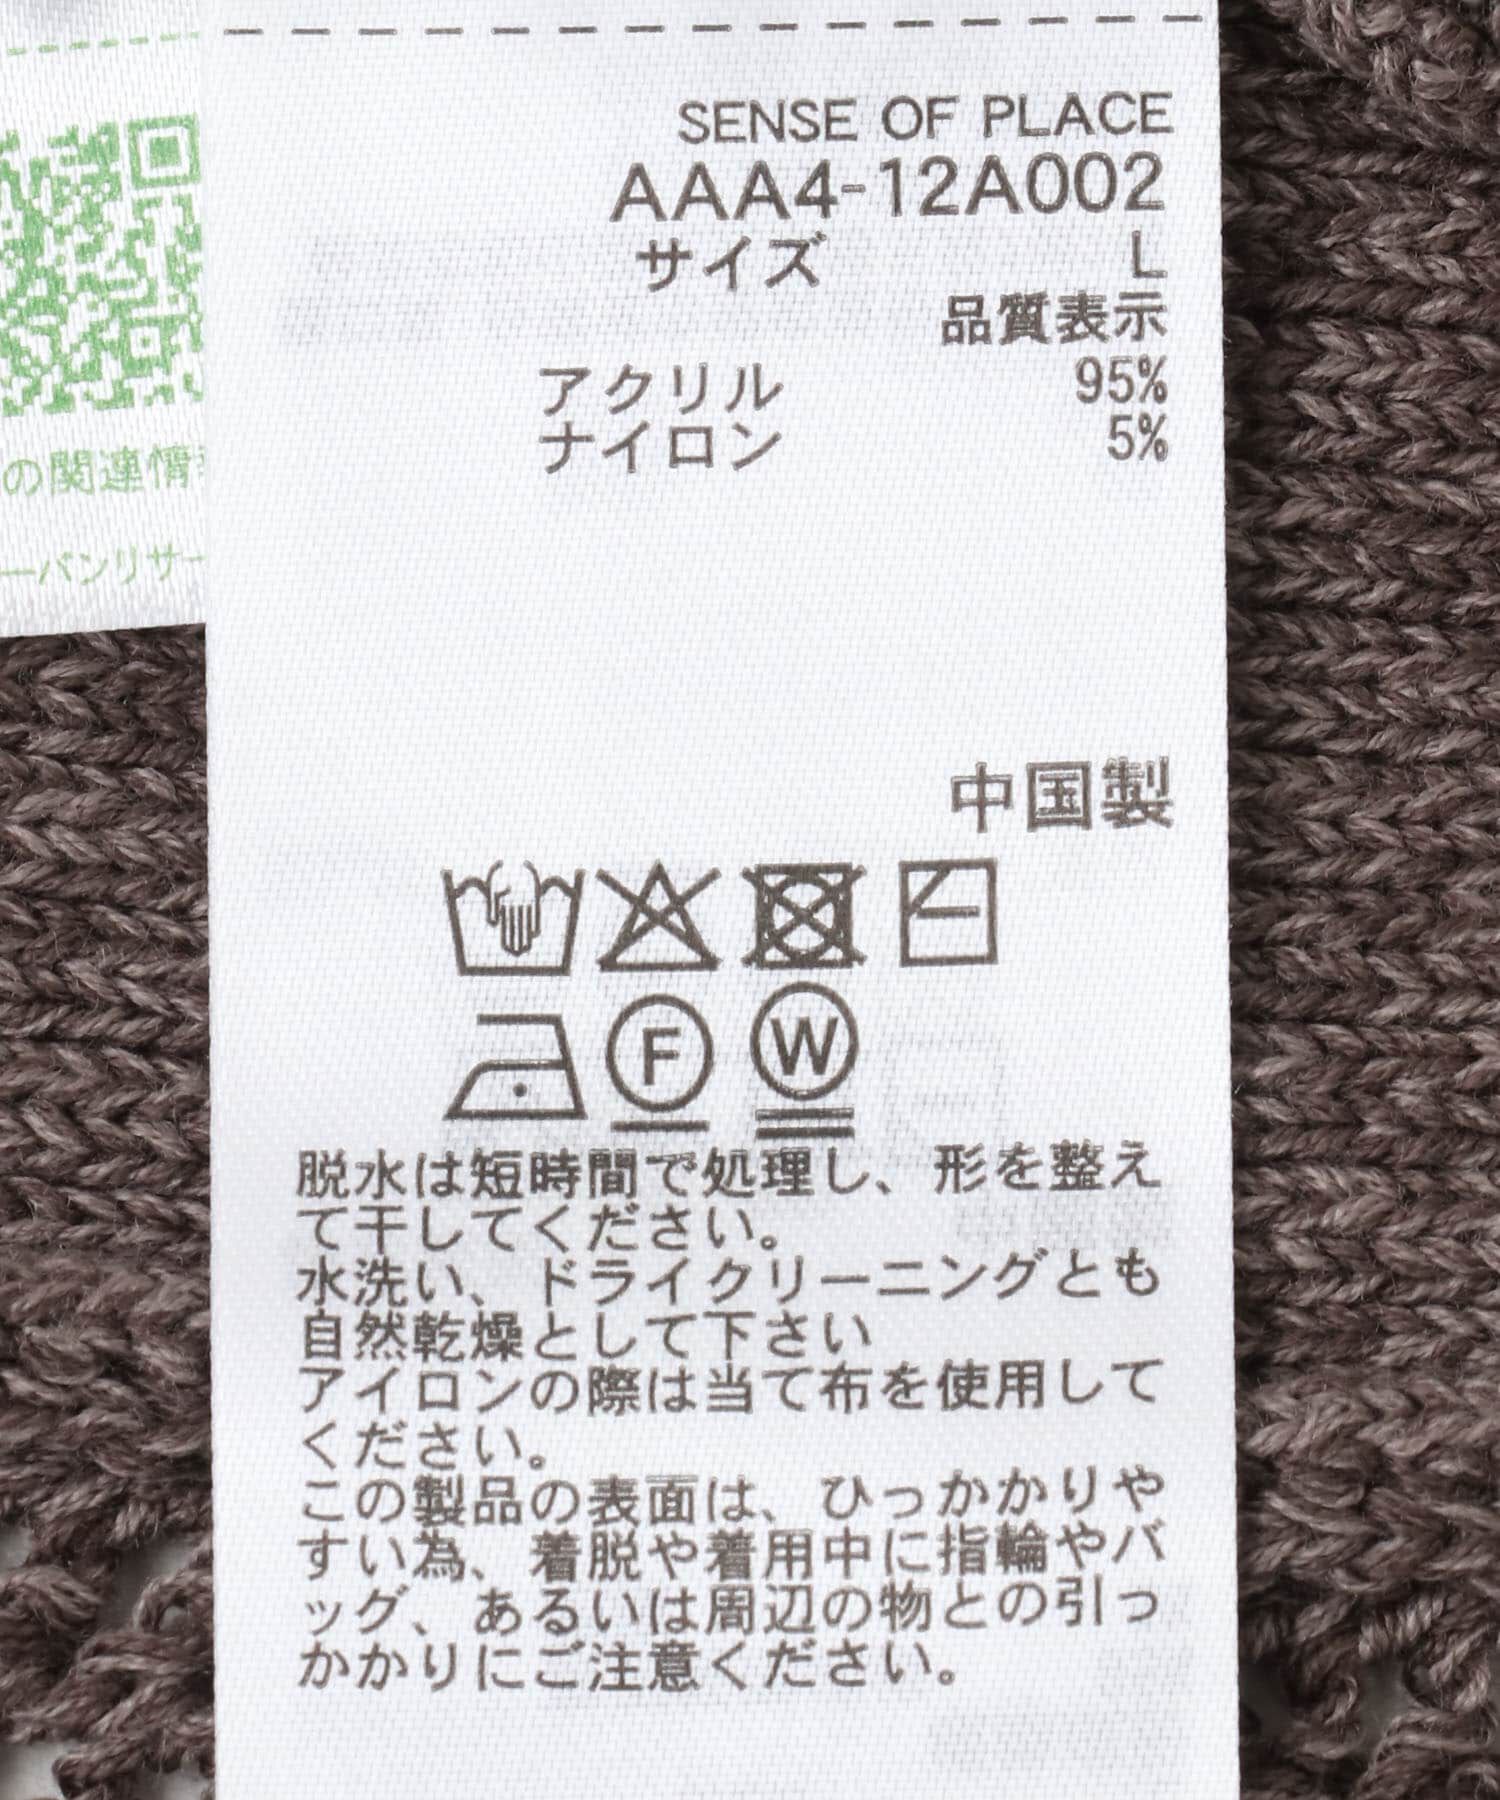 SENSE OF PLACE
AAA4-12A002
サイズ L
品質表示
アクリル 95%
ナイロン 5%
中国製
F W
脱水は短時間で処理し、形を整え
て干してください。
水洗い、ドライクリーニングとも
自然乾燥として下さい
アイロンの際は当て布を使用して
ください。
この製品の表面は、ひっかかりや
すい為、着脱や着用中に指輪やバ
ッグ、あるいは周辺の物との引っ
かかりにご注意ください。
の関連情
ーバンリサー